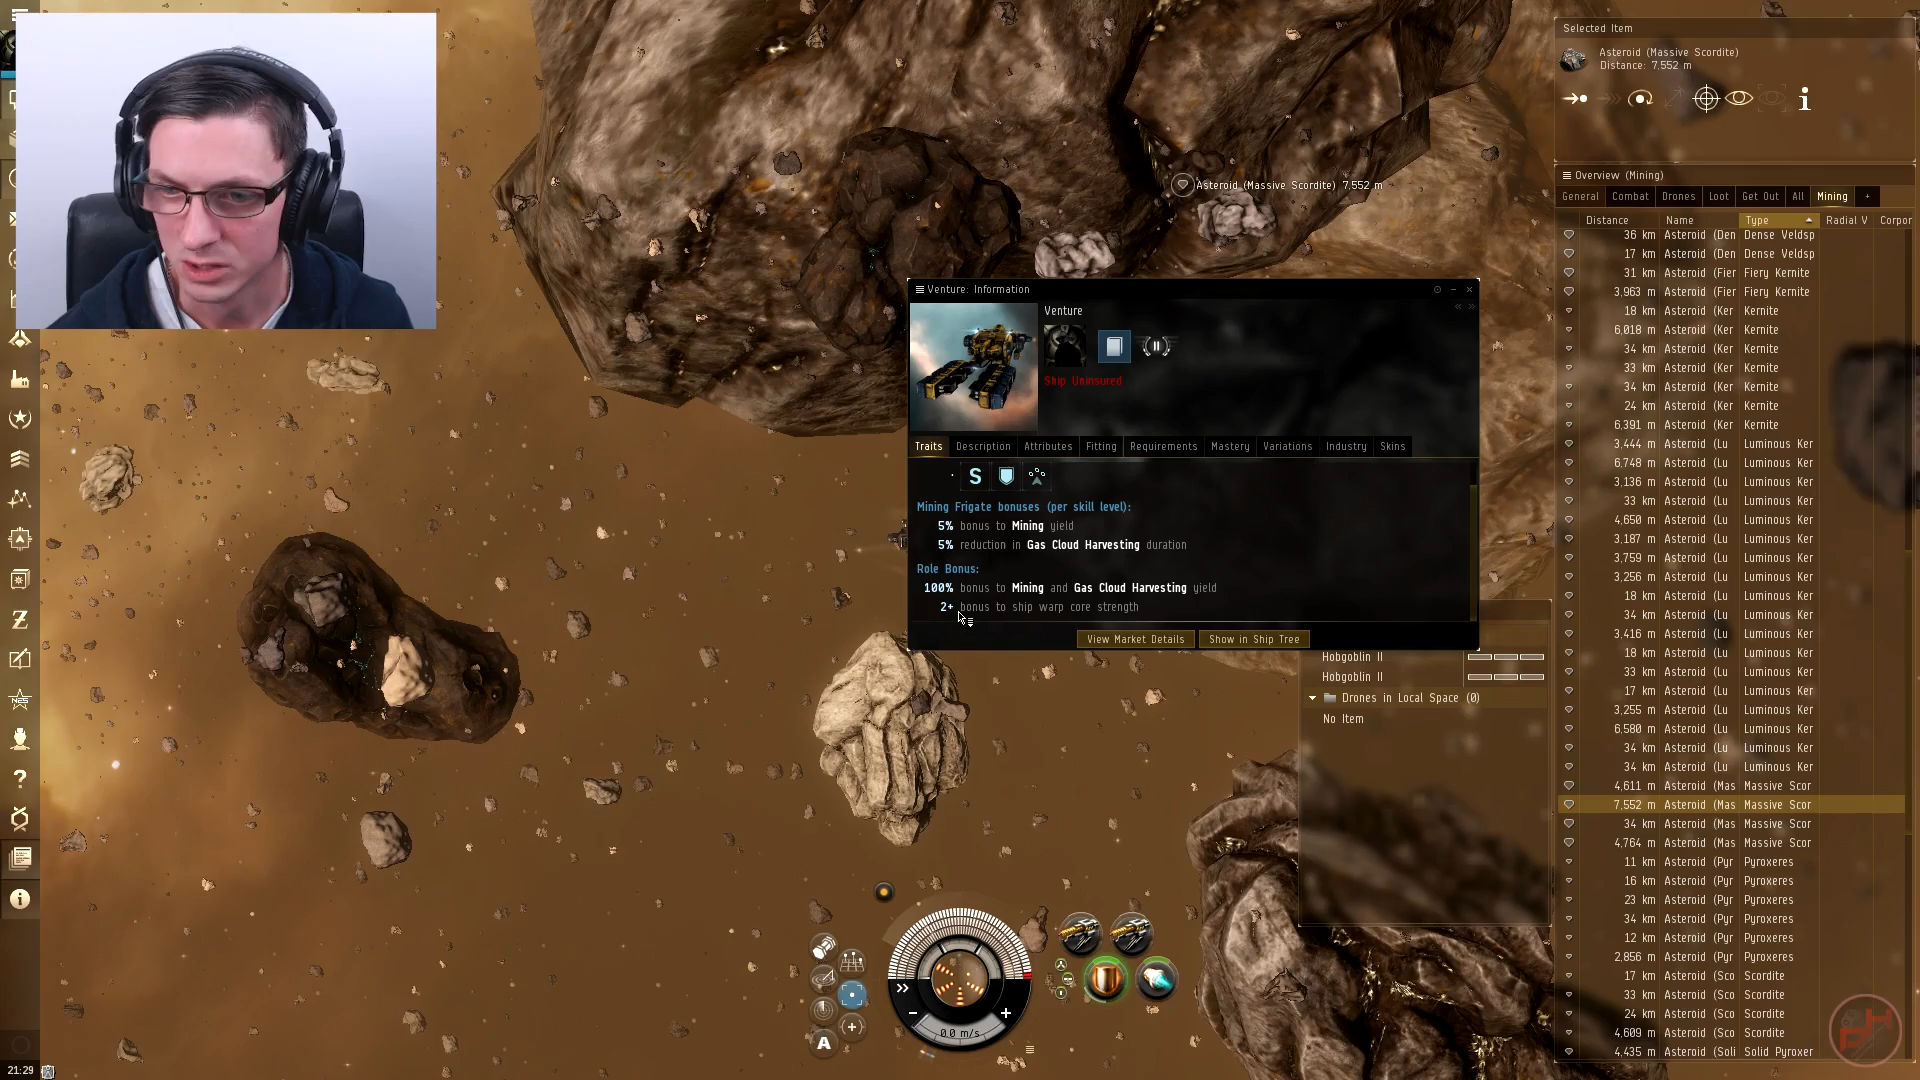 Selected Item
Asteroid (Massive Scordite)
Distance: 7,552 m
Asteroid (Massive Scordite) 7,552 m
Overview (Mining)
General Combat Drones Loot Get Out All Mining +
Distance Name Type Radial V Corpor
36 km Asteroid (Den Dense Veldsp
17 km Asteroid (Den Dense Veldsp
31 km Asteroid (Fier Fiery Kernite
3,963 m Asteroid (Fier Fiery Kernite
18 km Asteroid (Ker Kernite
6,018 m Asteroid (Ker Kernite
34 km Asteroid (Ker Kernite
33 km Asteroid (Ker Kernite
34 km Asteroid (Ker Kernite
24 km Asteroid (Ker Kernite
6,391 m Asteroid (Ker Kernite
3,444 m Asteroid (Lu Luminous Ker
6,748 m Asteroid (Lu Luminous Ker
3,136 m Asteroid (Lu Luminous Ker
33 km Asteroid (Lu Luminous Ker
4,650 m Asteroid (Lu Luminous Ker
3,187 m Asteroid (Lu Luminous Ker
3,759 m Asteroid (Lu Luminous Ker
3,256 m Asteroid (Lu Luminous Ker
18 km Asteroid (Lu Luminous Ker
34 km Asteroid (Lu Luminous Ker
3,416 m Asteroid (Lu Luminous Ker
18 km Asteroid (Lu Luminous Ker
33 km Asteroid (Lu Luminous Ker
17 km Asteroid (Lu Luminous Ker
3,255 m Asteroid (Lu Luminous Ker
6,580 m Asteroid (Lu Luminous Ker
34 km Asteroid (Lu Luminous Ker
34 km Asteroid (Lu Luminous Ker
4,611 m Asteroid (Mas Massive Scor
7,552 m Asteroid (Mas Massive Scor
34 km Asteroid (Mas Massive Scor
4,764 m Asteroid (Mas Massive Scor
11 km Asteroid (Pyr Pyroxeres
16 km Asteroid (Pyr Pyroxeres
23 km Asteroid (Pyr Pyroxeres
34 km Asteroid (Pyr Pyroxeres
12 km Asteroid (Pyr Pyroxeres
2,856 m Asteroid (Pyr Pyroxeres
17 km Asteroid (Sco Scordite
33 km Asteroid (Sco Scordite
24 km Asteroid (Sco Scordite
4,609 m Asteroid (Sco Scordite
4,435 m Asteroid (Soli Solid Pyroxer
Venture: Information
Venture
Ship Uninsured
Traits Description Attributes Fitting Requirements Mastery Variations Industry Skins
S
Mining Frigate bonuses (per skill level):
5% bonus to Mining yield
5% reduction in Gas Cloud Harvesting duration
Role Bonus:
100% bonus to Mining and Gas Cloud Harvesting yield
2+ bonus to ship warp core strength
View Market Details Show in Ship Tree
Hobgoblin II
Hobgoblin II
Drones in Local Space (0)
No Item
0.0 m/s
A
21:29